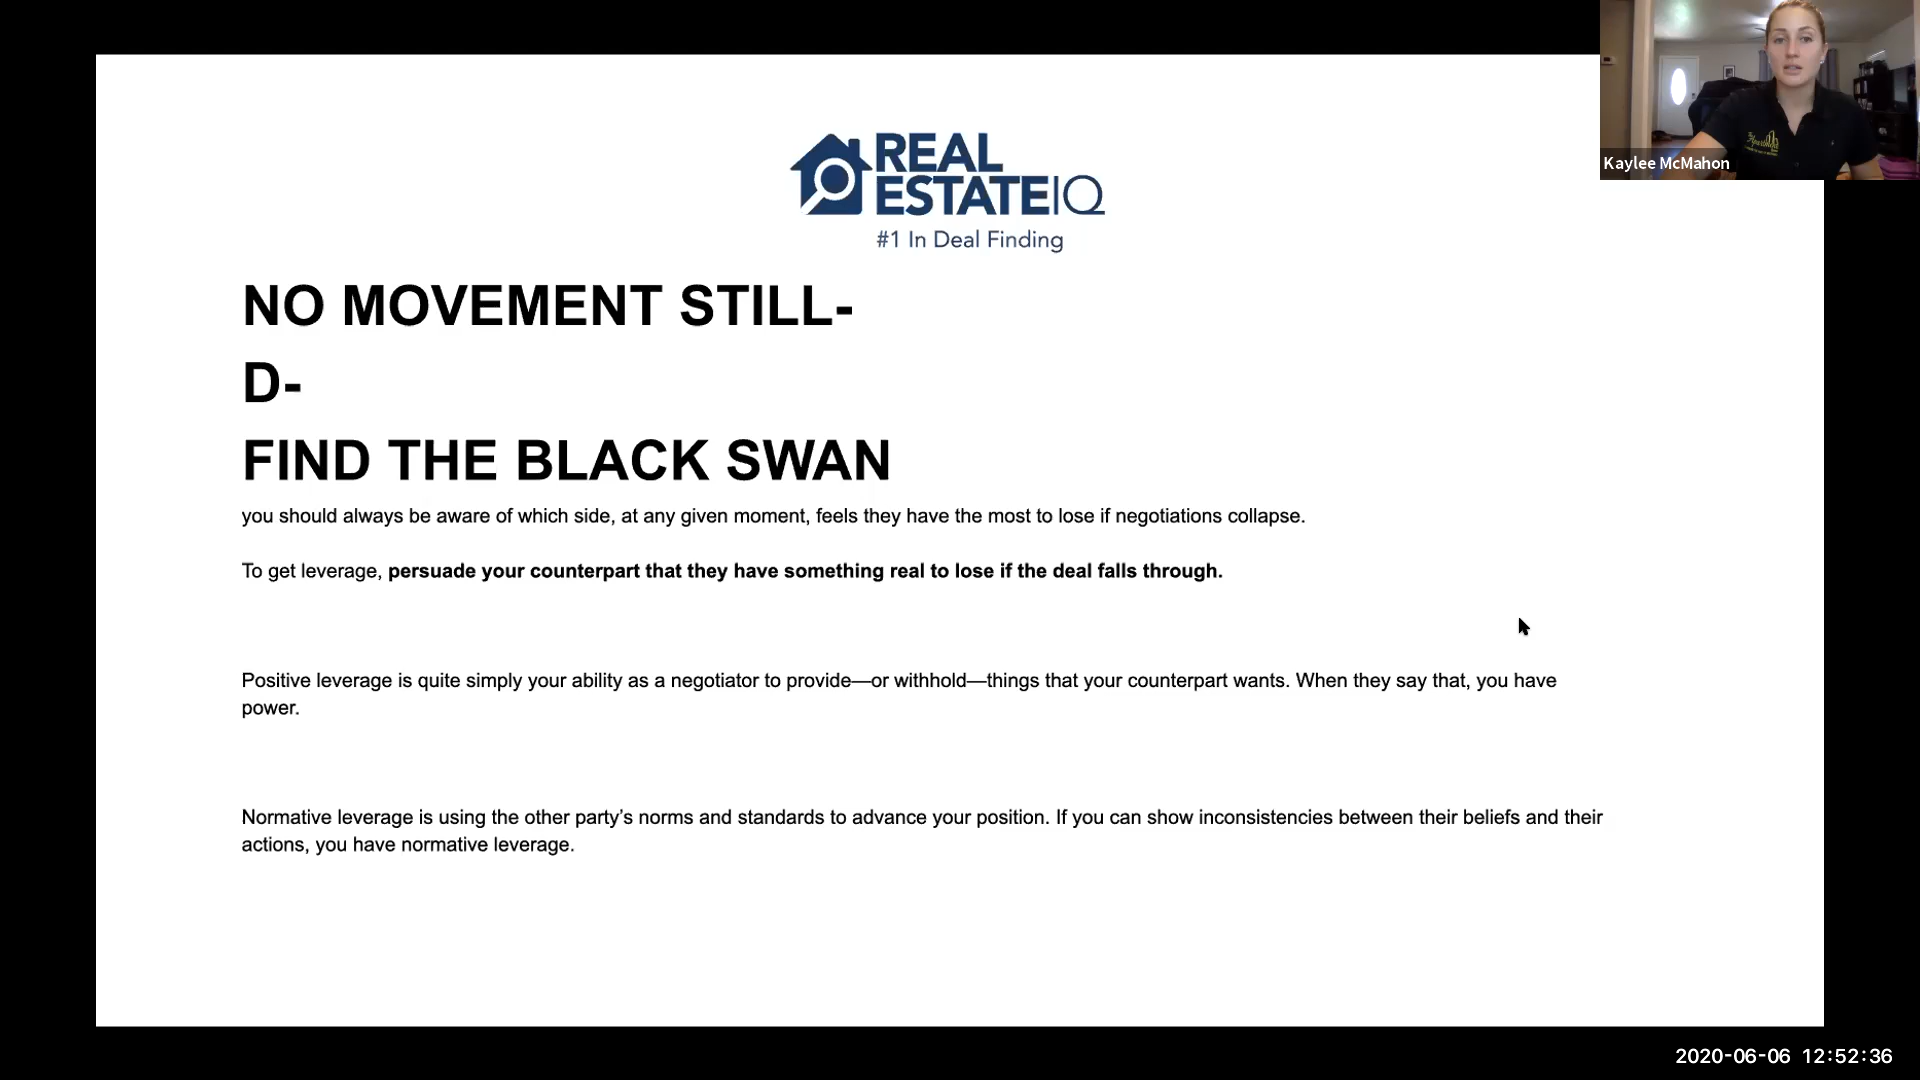 REAL
ESTATEIQ
#1 In Deal Finding
Kaylee McMahon
NO MOVEMENT STILL-
D-
FIND THE BLACK SWAN
you should always be aware of which side, at any given moment, feels they have the most to lose if negotiations collapse.
To get leverage, persuade your counterpart that they have something real to lose if the deal falls through.
Positive leverage is quite simply your ability as a negotiator to provide—or withhold—things that your counterpart wants. When they say that, you have
power.
Normative leverage is using the other party’s norms and standards to advance your position. If you can show inconsistencies between their beliefs and their
actions, you have normative leverage.
2020-06-06 12:52:36